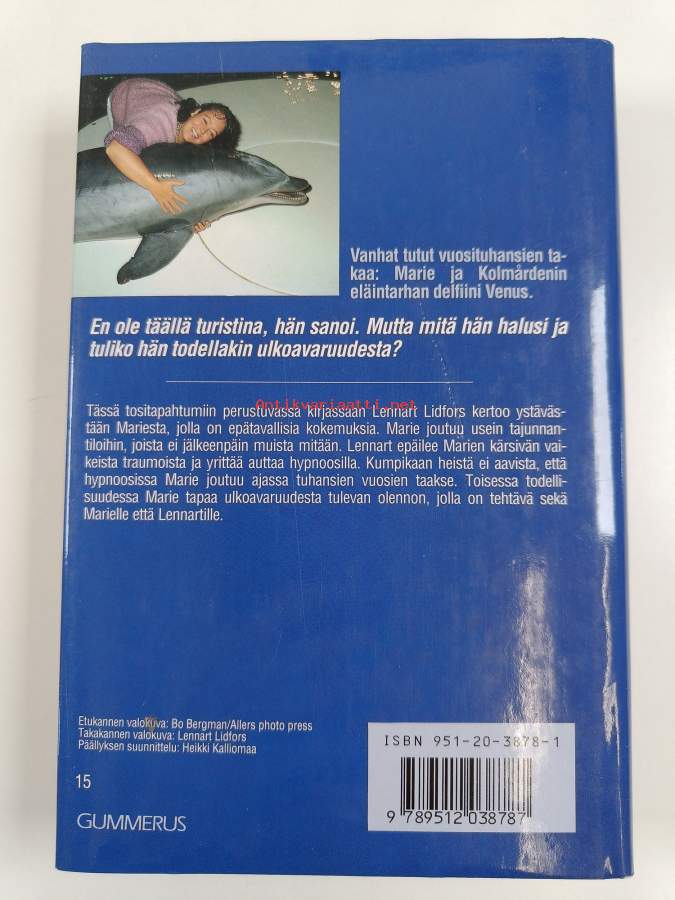 Vanhat tutut vuosituhansien ta-
kaa: Marie ja Kolmårdenin
eläintarhan delfiini Venus.
En ole täällä turistina, hän sanoi. Mutta mitä hän halusi ja
tuliko hän todellakin ulkoavaruudesta?
Antikvariaatti.net
Tässä tositapahtumiin perustuvassa kirjassaan Lennart Lidfors kertoo ystäväs-
tään Mariesta, jolla on epätavallisia kokemuksia. Marie joutuu usein tajunnan-
tiloihin, joista ei jälkeenpäin muista mitään. Lennart epäilee Marien kärsivän vai-
keista traumoista ja yrittää auttaa hypnoosilla. Kumpikaan heistä ei aavista, että
hypnoosissa Marie joutuu ajassa tuhansien vuosien taakse. Toisessa todelli-
suudessa Marie tapaa ulkoavaruudesta tulevan olennon, jolla on tehtävä sekä
Marielle että Lennartille.
Etukannen valokuva: Bo Bergman/Allers photo press
Takakannen valokuva: Lennart Lidfors
Päällyksen suunnittelu: Heikki Kalliomaa
15
GUMMERUS
ISBN 951-20-3878-1
9 789512 038787